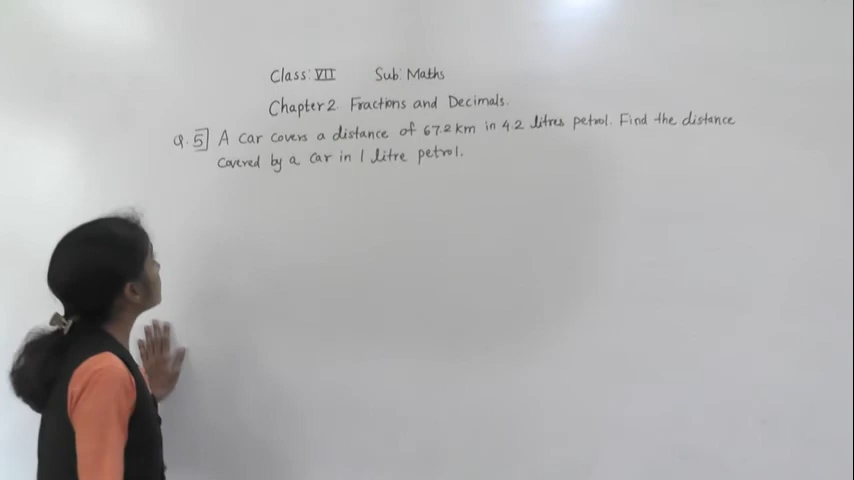 Class: VII Sub: Maths
Chapter 2 Fractions and Decimals.
Q. 5] A car covers a distance of 67.2 km in 4.2 litres petrol. Find the distance
covered by a car in 1 litre petrol.